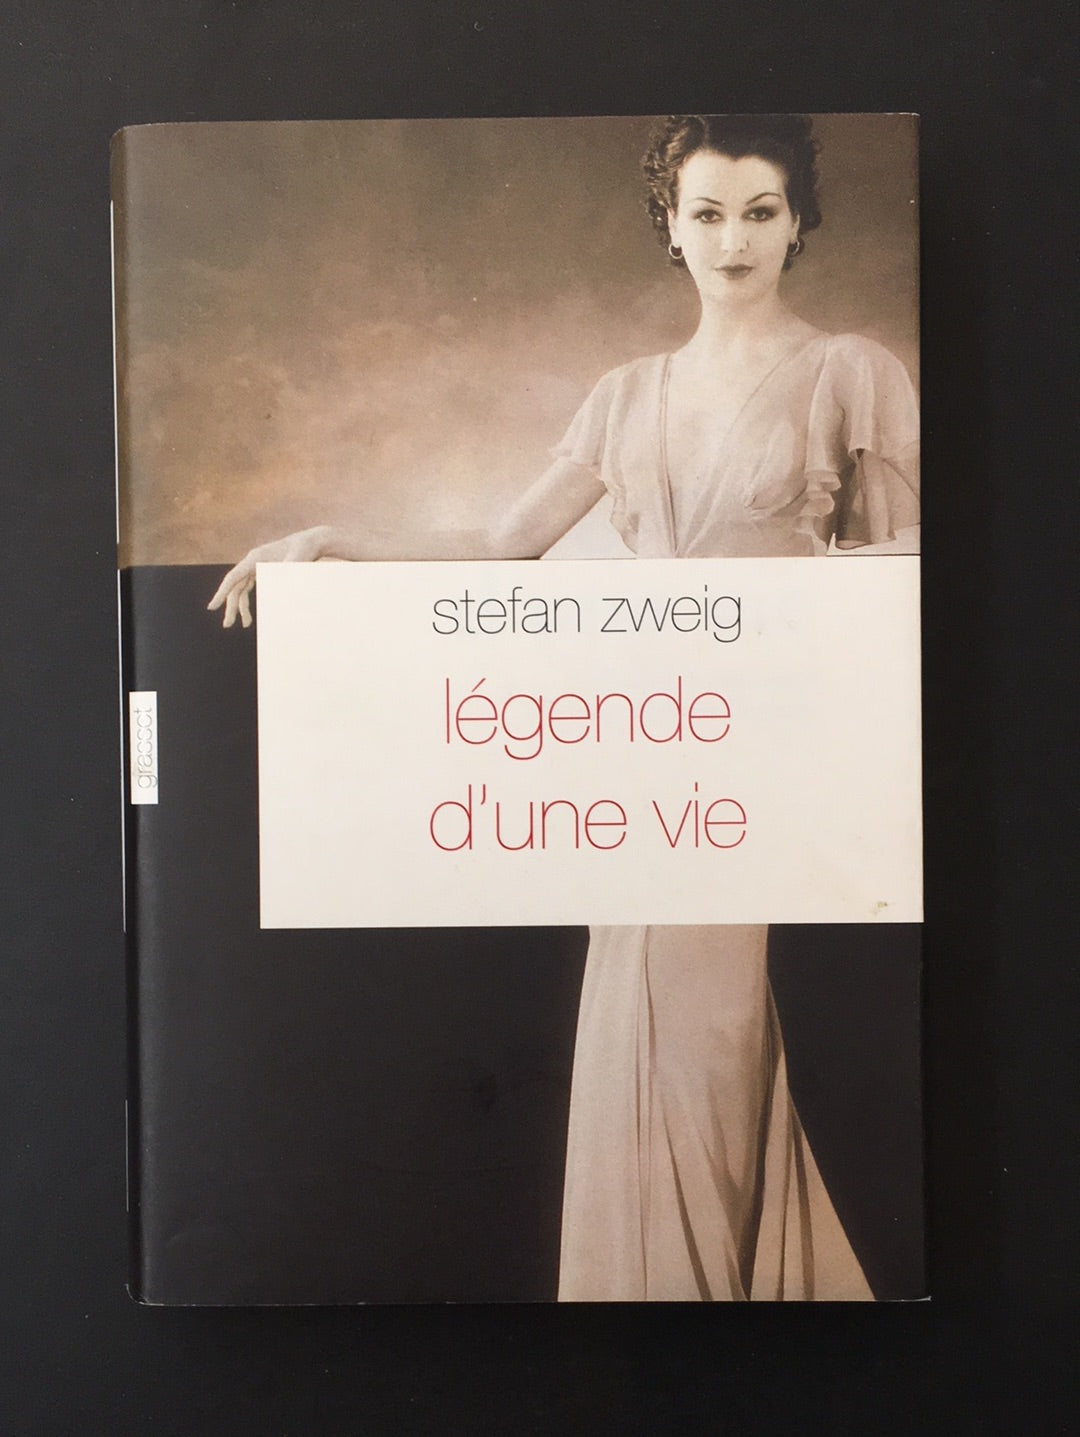 stefan zweig
légende
d'une vie
grasset